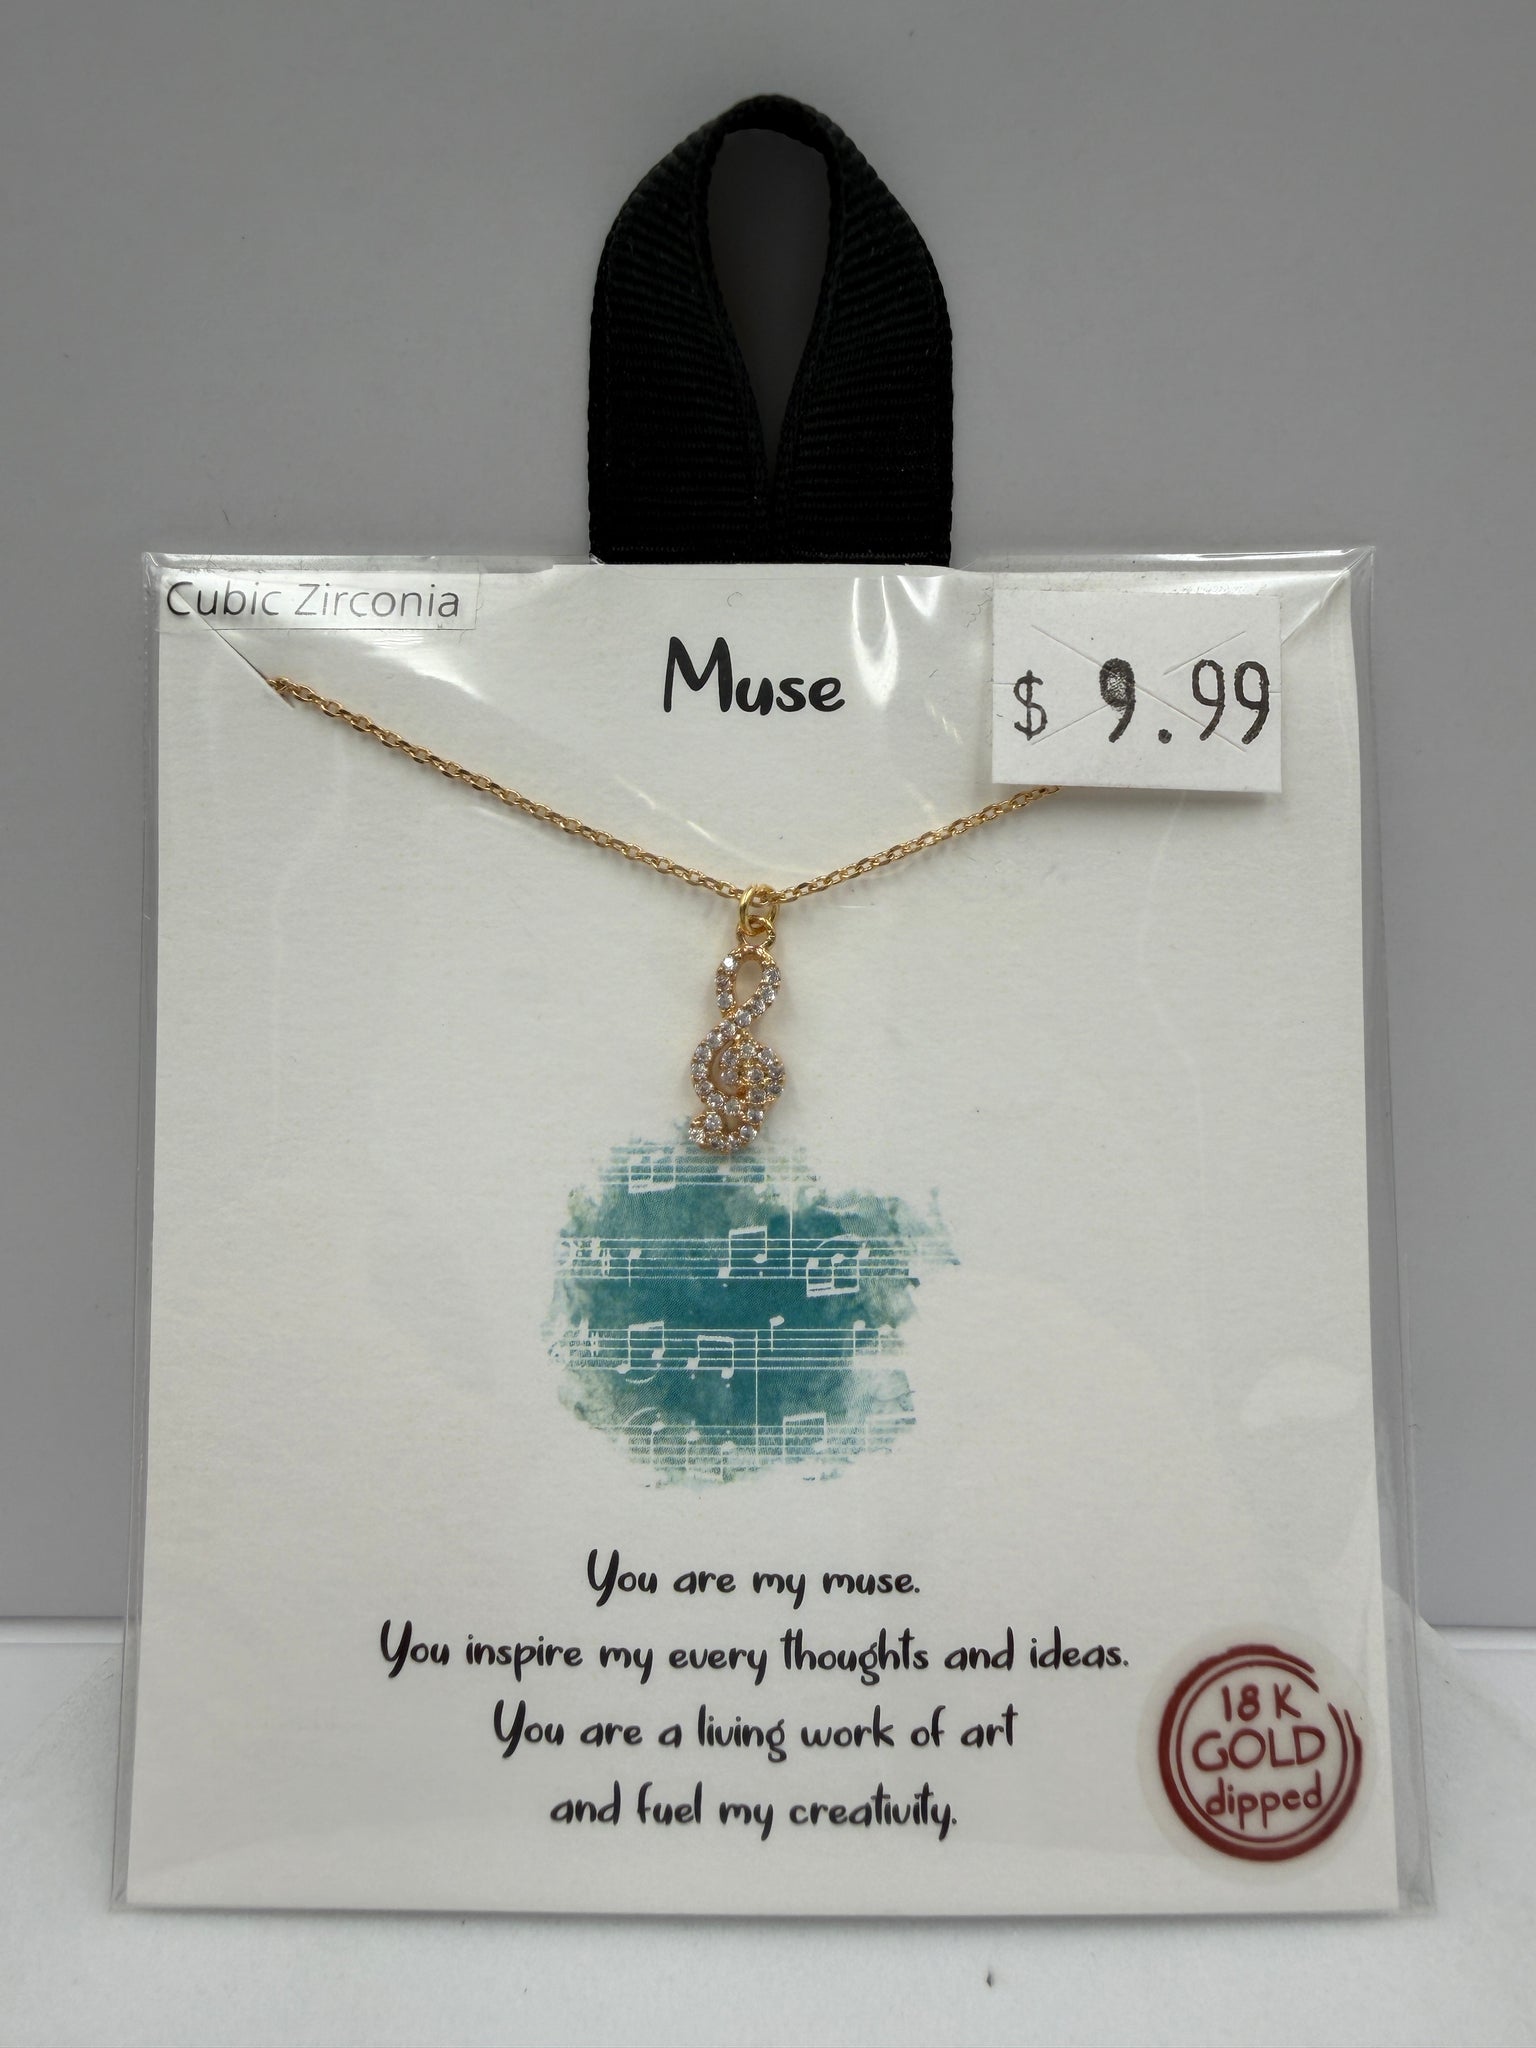 Cubic Zirconia
Muse
$ 9.99
You are my muse.
You inspire my every thoughts and ideas.
You are a living work of art
and fuel my creativity.
18 K
GOLD
dipped